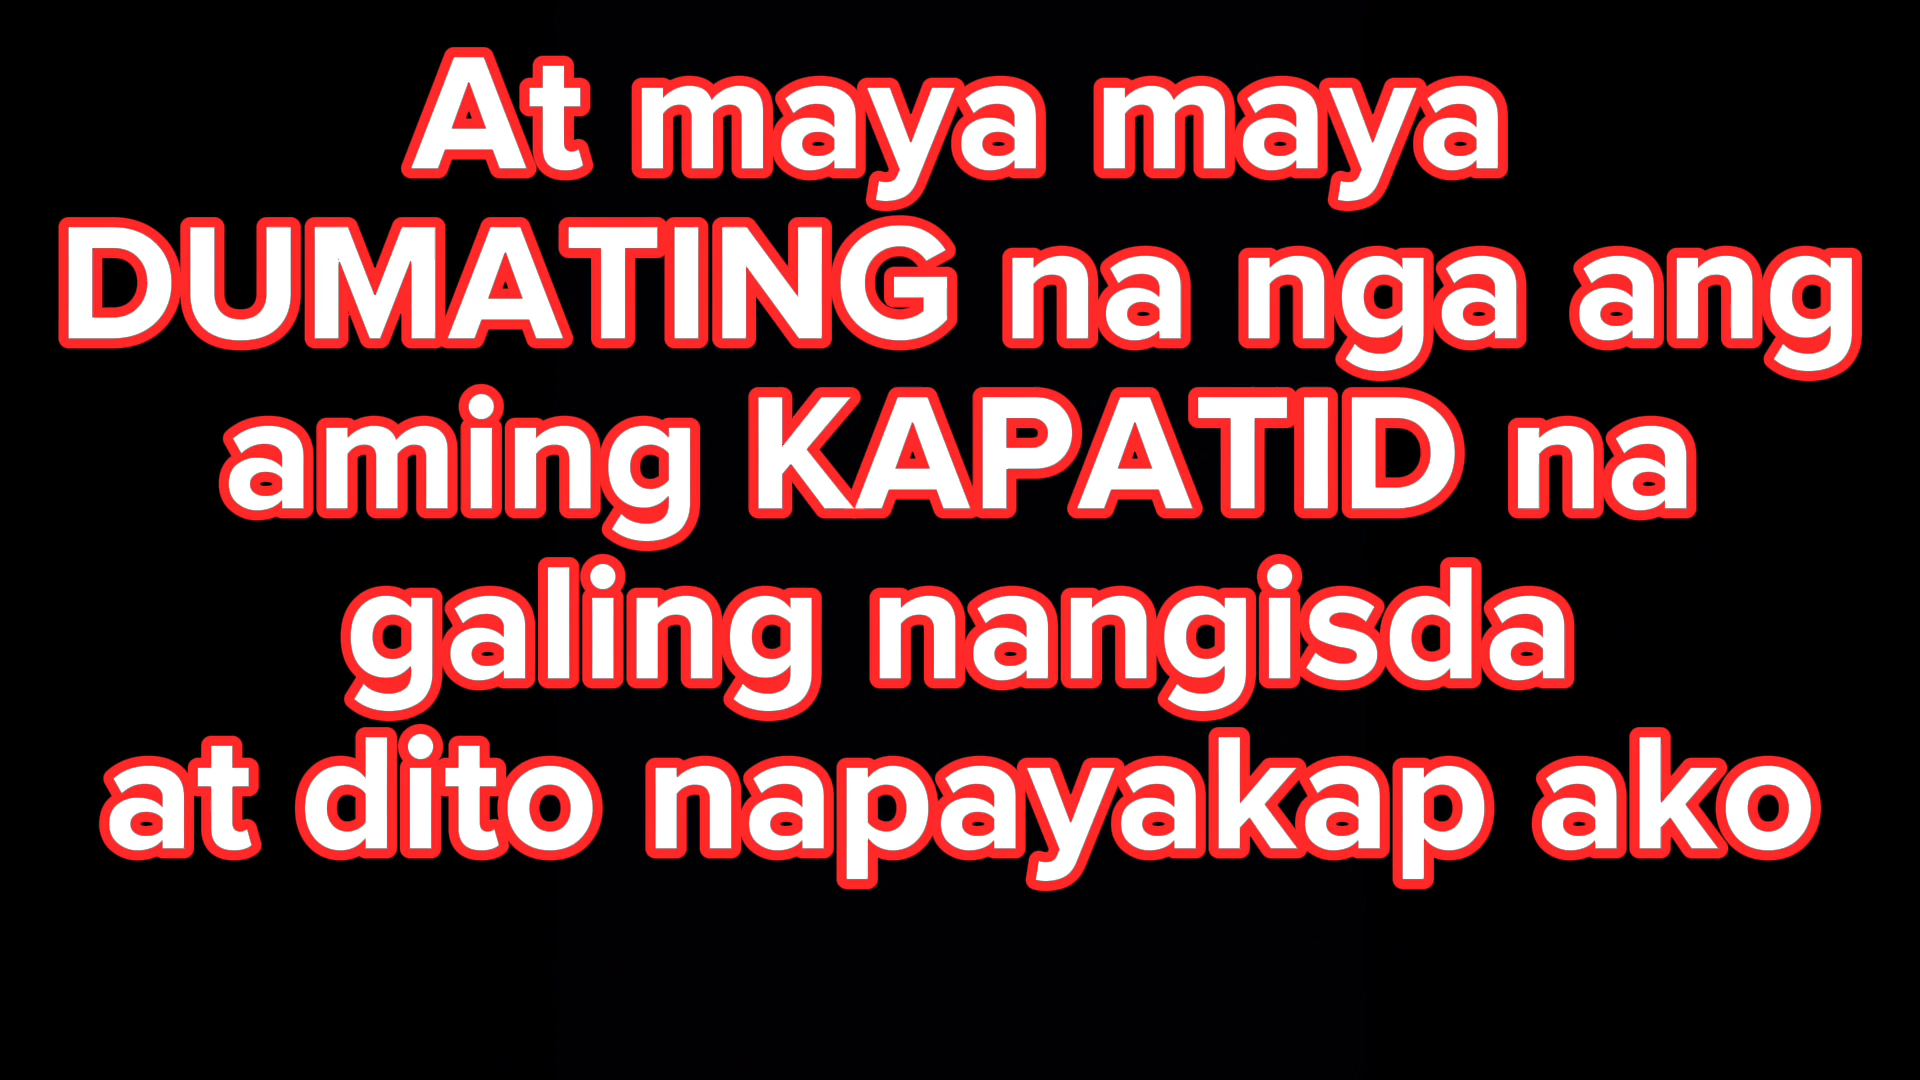 At maya maya
DUMATING na nga ang
aming KAPATID na
galing nangisda
at dito napayakap ako